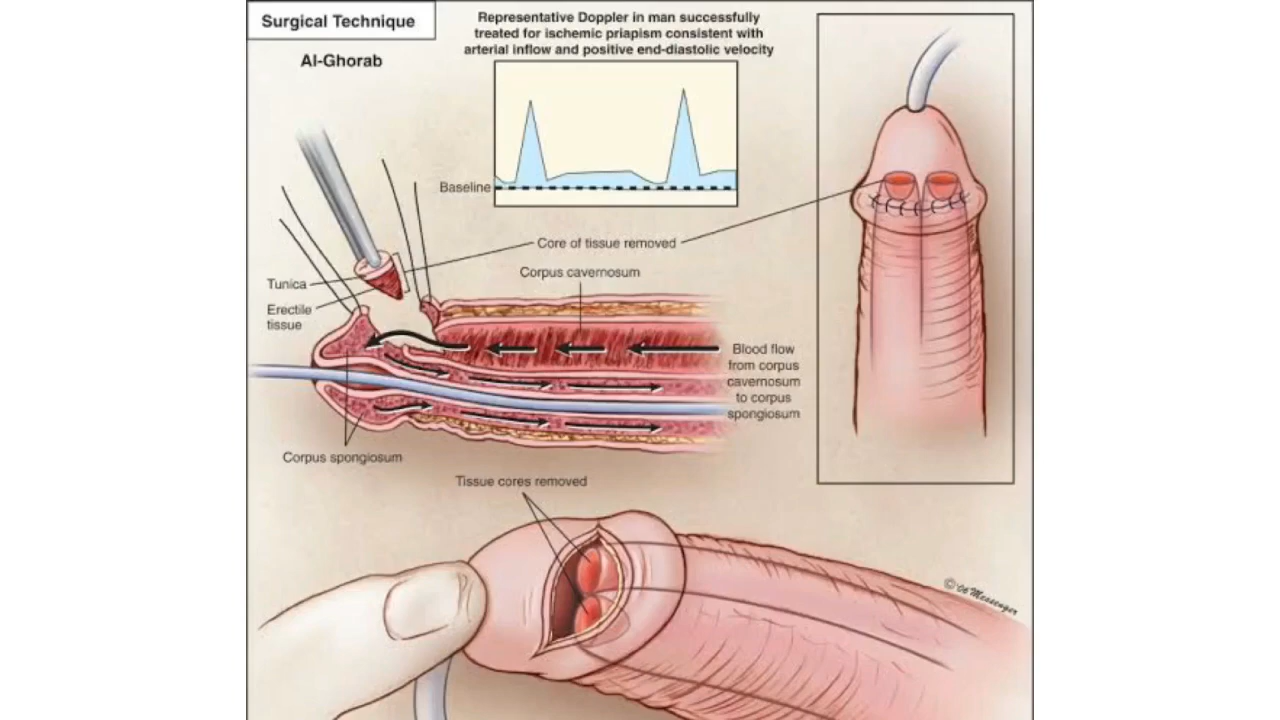 Surgical Technique
Al-Ghorab
Representative Doppler in man successfully
treated for ischemic priapism consistent with
arterial inflow and positive end-diastolic velocity
Baseline
Core of tissue removed
Corpus cavernosum
Tunica
Erectile
tissue
Blood flow
from corpus
cavernosum
to corpus
spongiosum
Corpus spongiosum
Tissue cores removed
© '06 Messenger